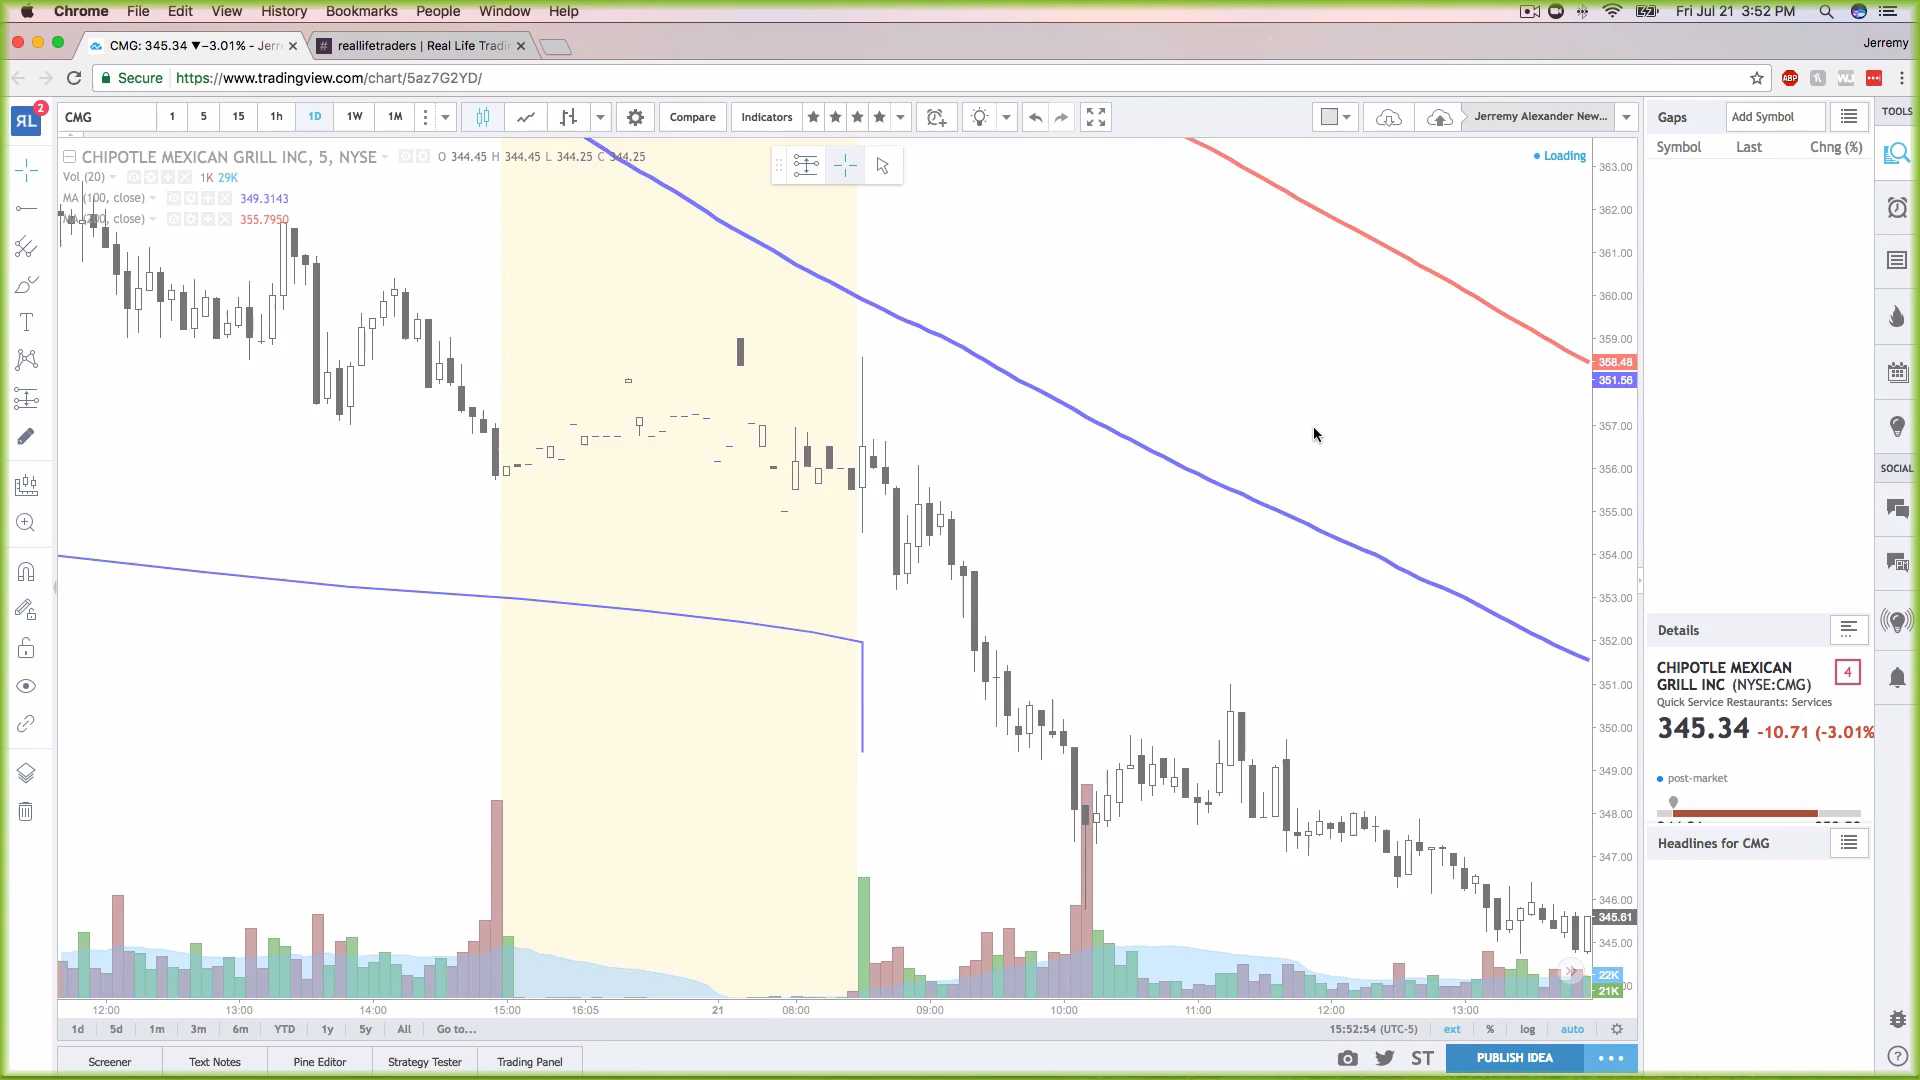 Chrome File Edit View History Bookmarks People Window Help Fri Jul 21 3:52 PM
CMG: 345.34 ▼−3.01% - Jerr reallifetraders | Real Life Tradi Jerremy
Secure https://www.tradingview.com/chart/5az7G2YD/ ABP
2
CMG 1 5 15 1h 1D 1W 1M Compare Indicators Jerremy Alexander New...
CHIPOTLE MEXICAN GRILL INC, 5, NYSE O 344.45 H 344.45 L 344.25 C 344.25
Loading
Vol (20) 1K 29K
MA (100, close) 349.3143
MA (200, close) 355.7950
363.00
362.00
361.00
360.00
359.00
358.48
351.56
357.00
356.00
355.00
354.00
353.00
352.00
351.00
350.00
349.00
348.00
347.00
346.00
345.61
345.00
22K
21K
12:00 13:00 14:00 15:00 16:05 21 08:00 09:00 10:00 11:00 12:00 13:00
1d 5d 1m 3m 6m YTD 1y 5y All Go to... 15:52:54 (UTC-5) ext % log auto
Screener Text Notes Pine Editor Strategy Tester Trading Panel ST PUBLISH IDEA
Gaps Add Symbol
Symbol Last Chng (%)
Details
CHIPOTLE MEXICAN
GRILL INC (NYSE:CMG) 4
Quick Service Restaurants: Services
345.34 -10.71 (-3.01%
post-market
Headlines for CMG
TOOLS
SOCIAL